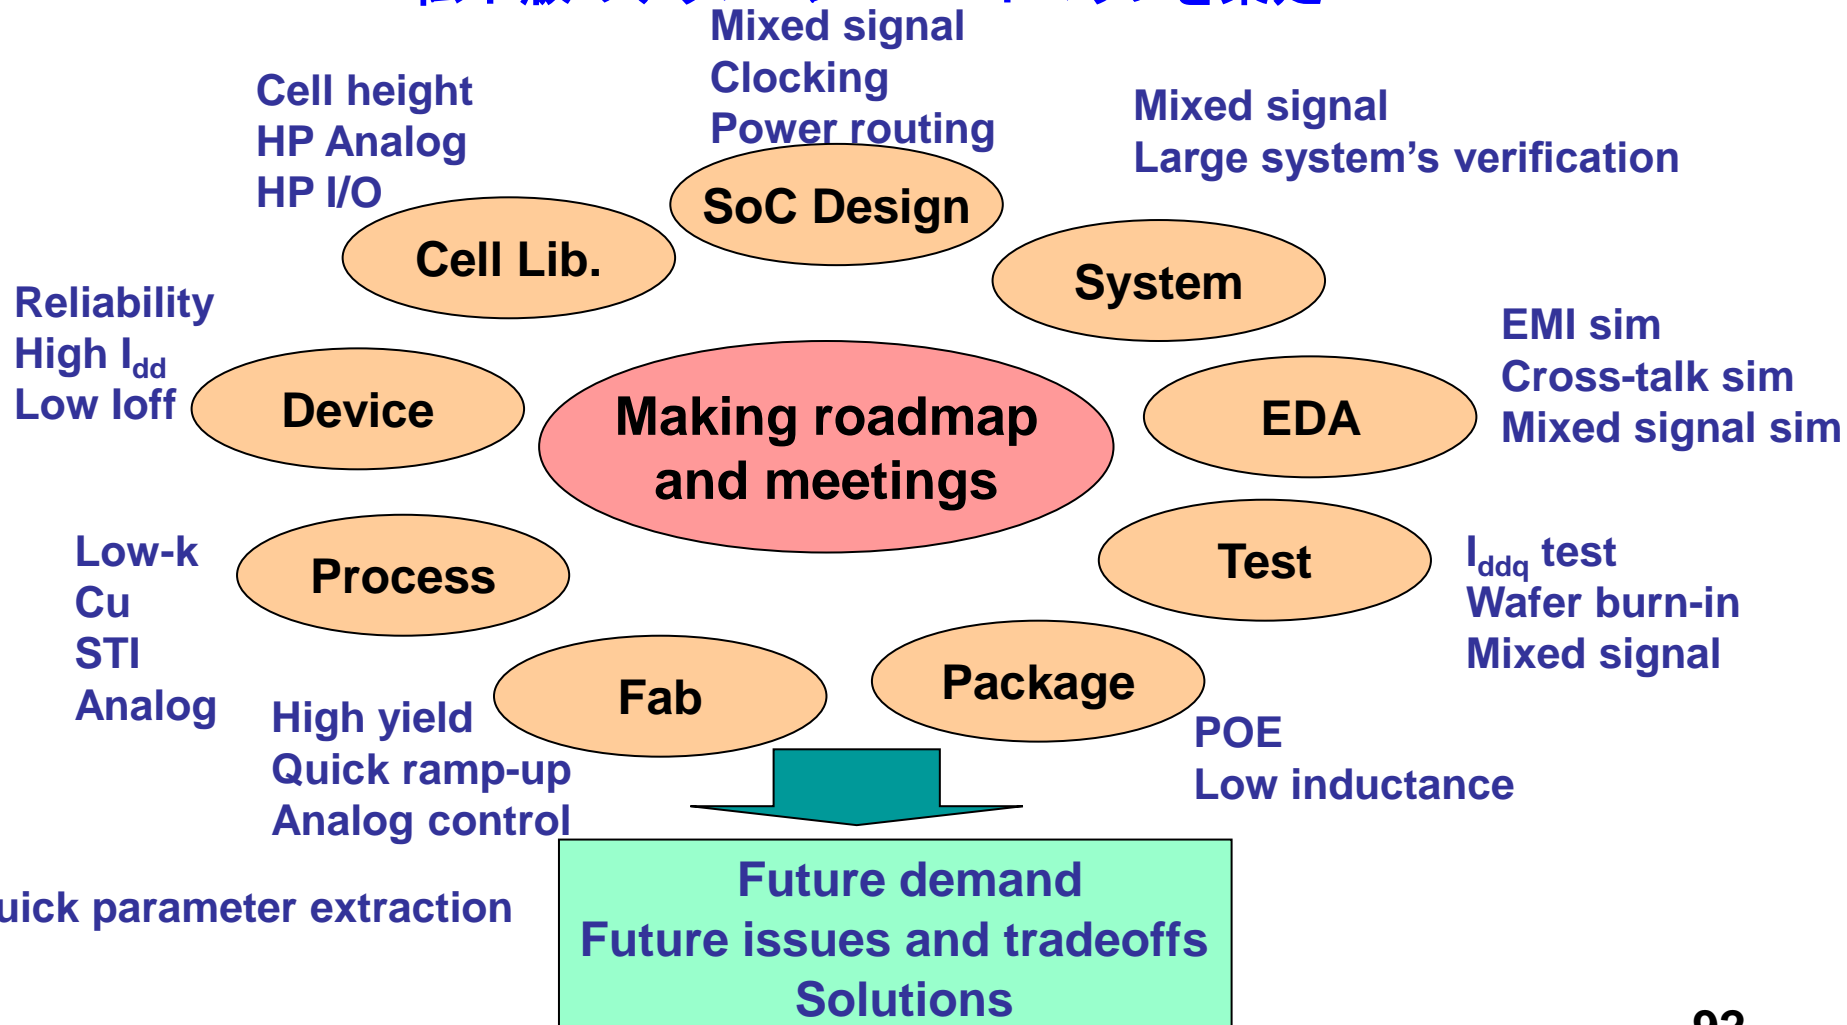 Mixed signal
Clocking
Power routing
Cell height
HP Analog
HP I/O
Mixed signal
Large system's verification
SoC Design
Cell Lib.
System
Reliability
High Idd
Low Ioff
Device
Making roadmap
and meetings
EDA
EMI sim
Cross-talk sim
Mixed signal sim
Low-k
Cu
STI
Analog
Process
Test
Iddq test
Wafer burn-in
Mixed signal
Fab
Package
High yield
Quick ramp-up
Analog control
POE
Low inductance
uick parameter extraction
Future demand
Future issues and tradeoffs
Solutions